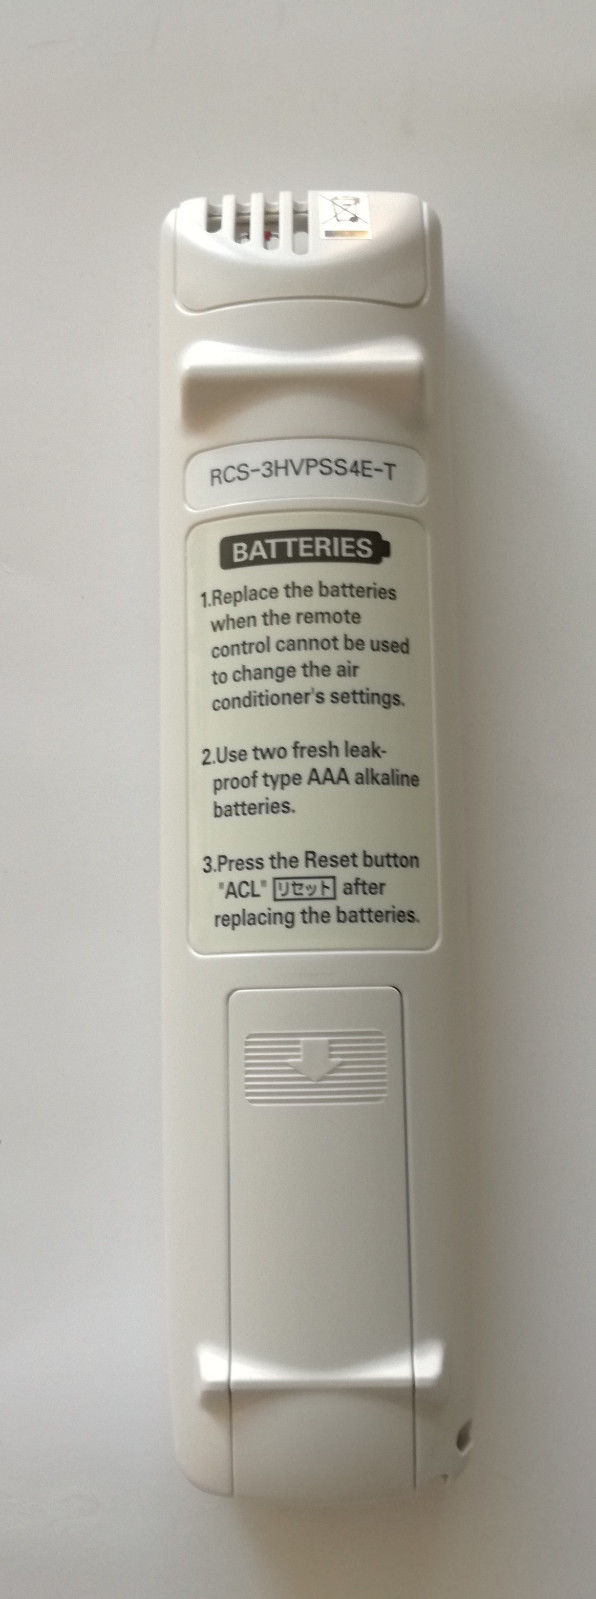 RCS-3HVPSS4E-T
BATTERIES
1.Replace the batteries
when the remote
control cannot be used
to change the air
conditioner's settings.
2.Use two fresh leak-
proof type AAA alkaline
batteries.
3.Press the Reset button
"ACL" リセット after
replacing the batteries.